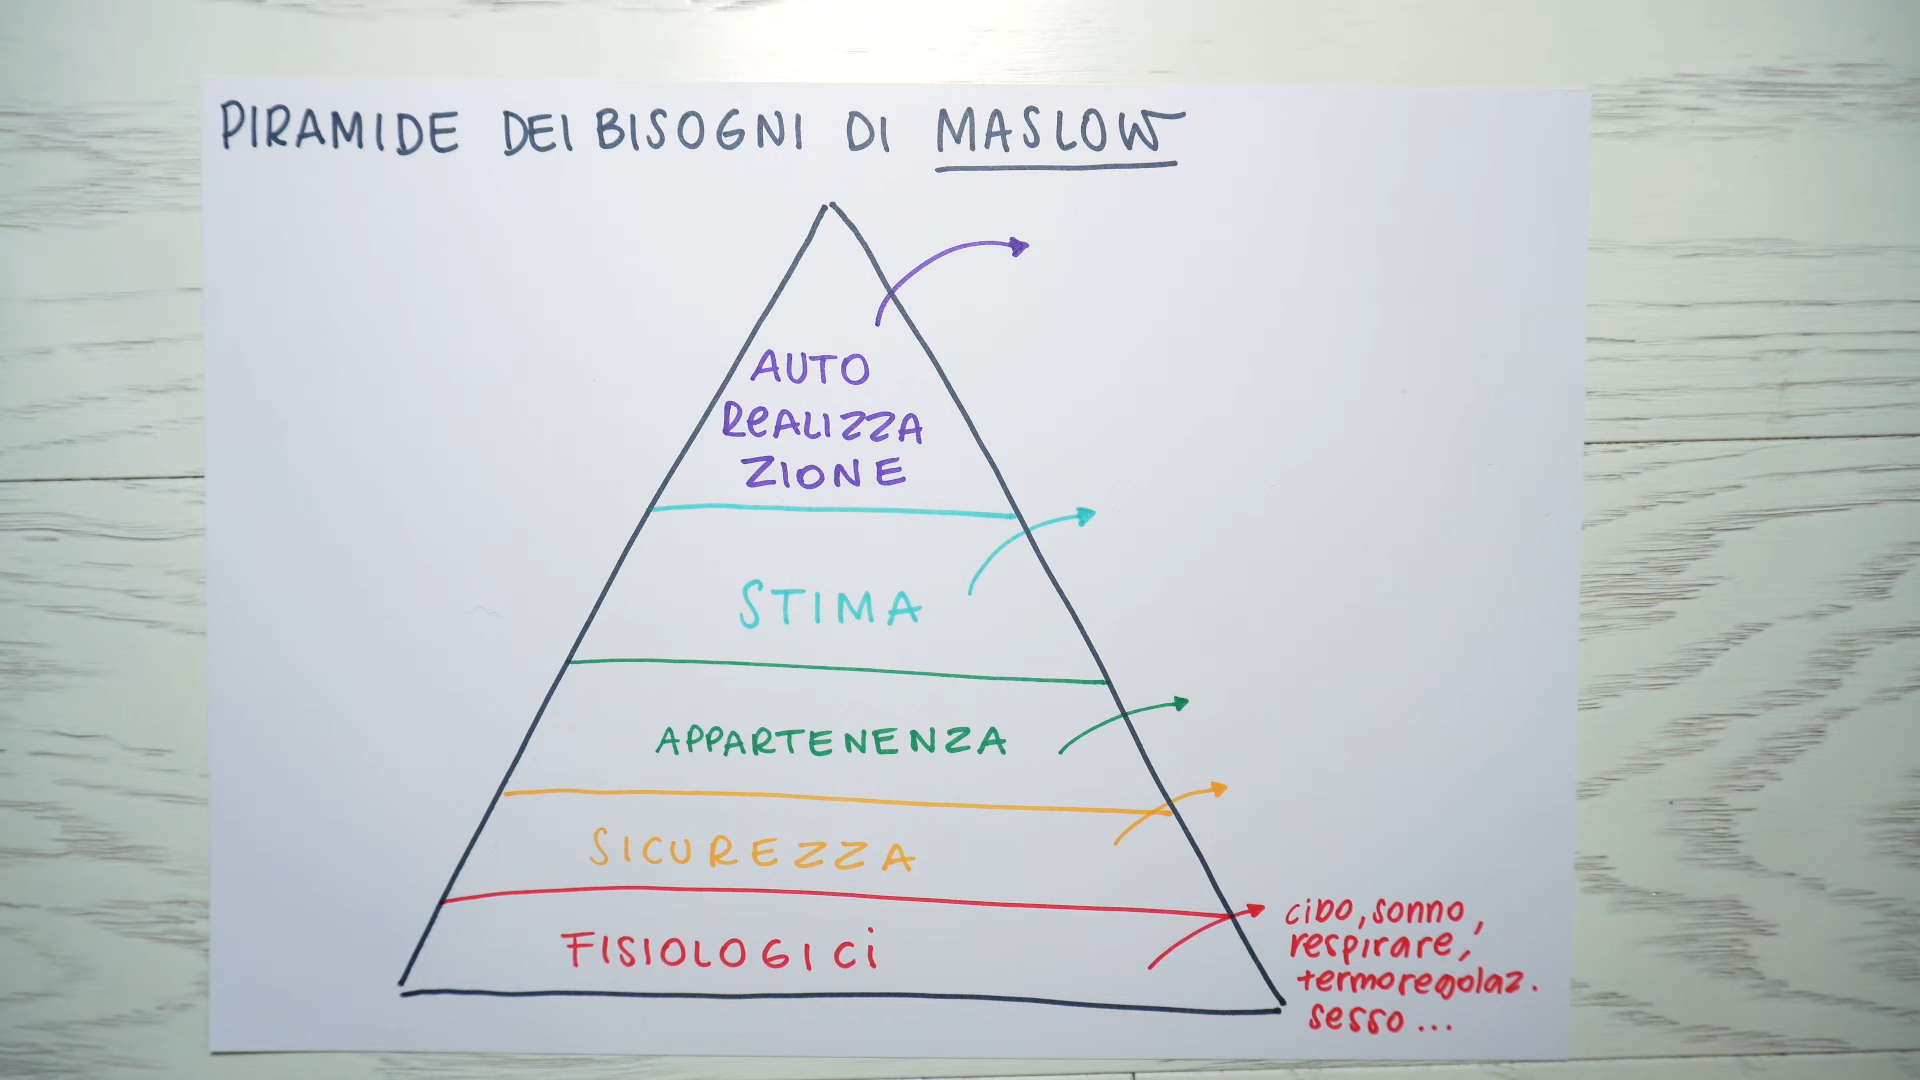 PIRAMIDE DEI BISOGNI DI MASLOW
AUTO
REALIZZA
ZIONE
STIMA
APPARTENENZA
SICUREZZA
FISIOLOGICI
cibo, sonno,
respirare,
termoregolaz.
sesso...